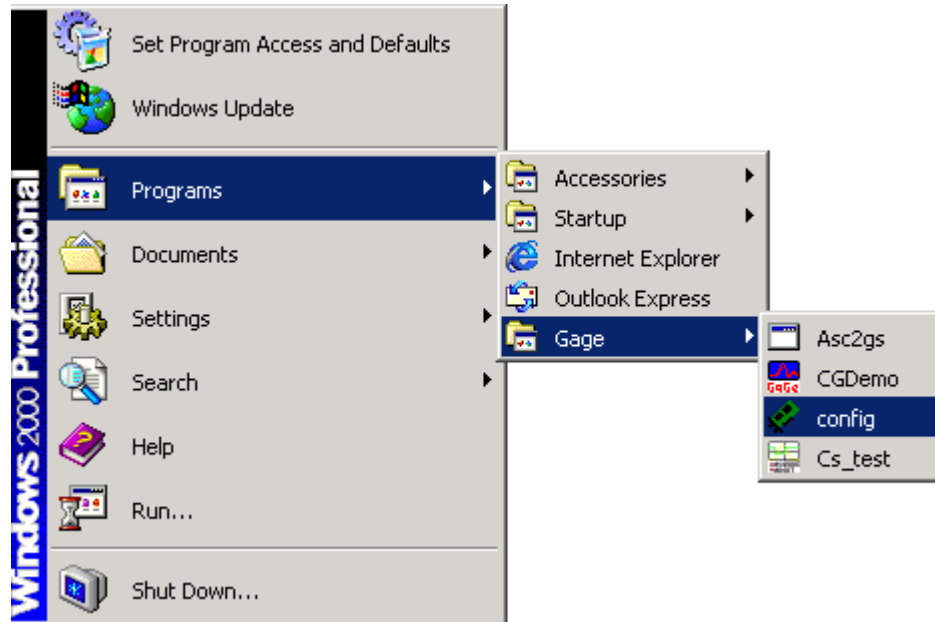 Windows 2000 Professional
Set Program Access and Defaults
Windows Update
Programs
Documents
Settings
Search
Help
Run...
Shut Down...
Accessories
Startup
Internet Explorer
Outlook Express
Gage
Asc2gs
GaGe
CGDemo
config
Cs_test